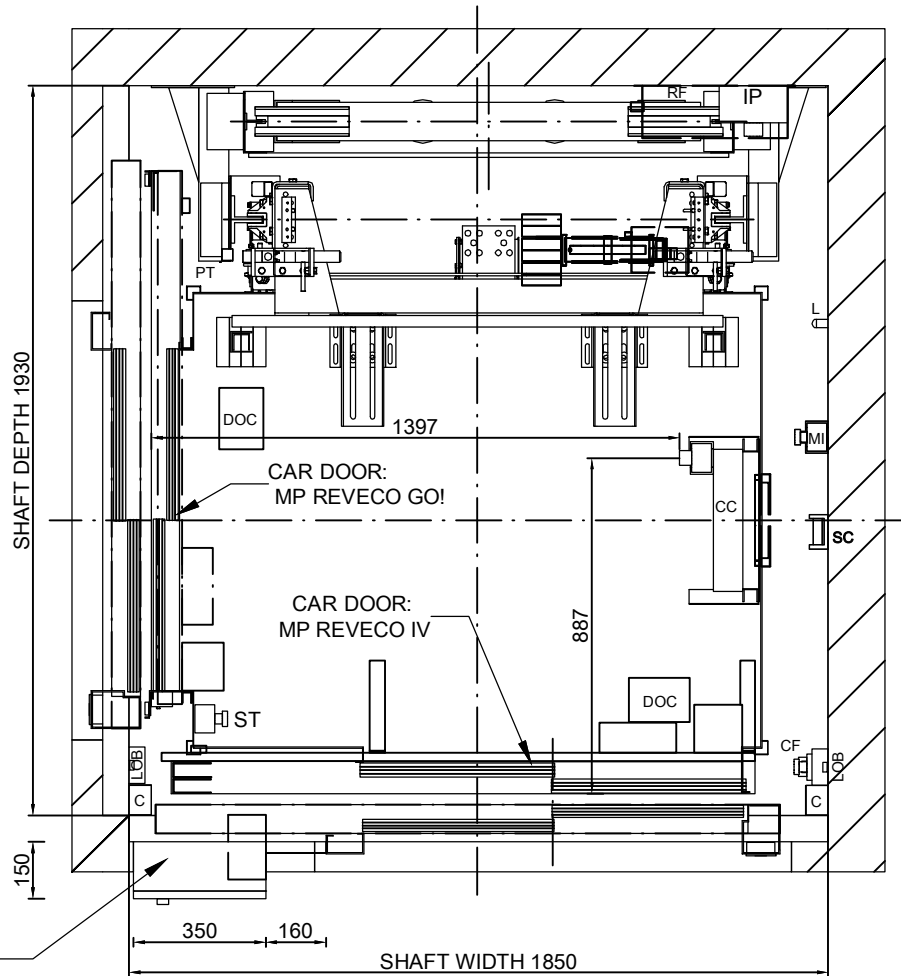 RF
IP
PT
L
DOC
1397
MI
CAR DOOR:
MP REVECO GO!
CC
SC
SHAFT DEPTH 1930
CAR DOOR:
MP REVECO IV
887
DOC
ST
CF
LOB
LOB
C
C
150
350
160
SHAFT WIDTH 1850